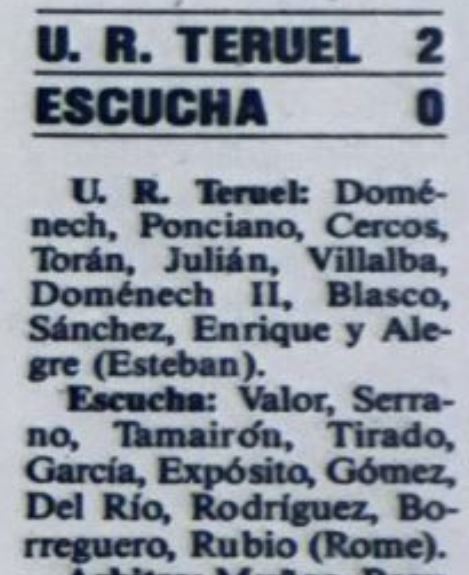 U. R. TERUEL 2
ESCUCHA 0
U. R. Teruel: Domé-
nech, Ponciano, Cercos,
Torán, Julián, Villalba,
Doménech II, Blasco,
Sánchez, Enrique y Ale-
gre (Esteban).
Escucha: Valor, Serra-
no, Tamairón, Tirado,
García, Expósito, Gómez,
Del Río, Rodríguez, Bo-
rreguero, Rubio (Rome).